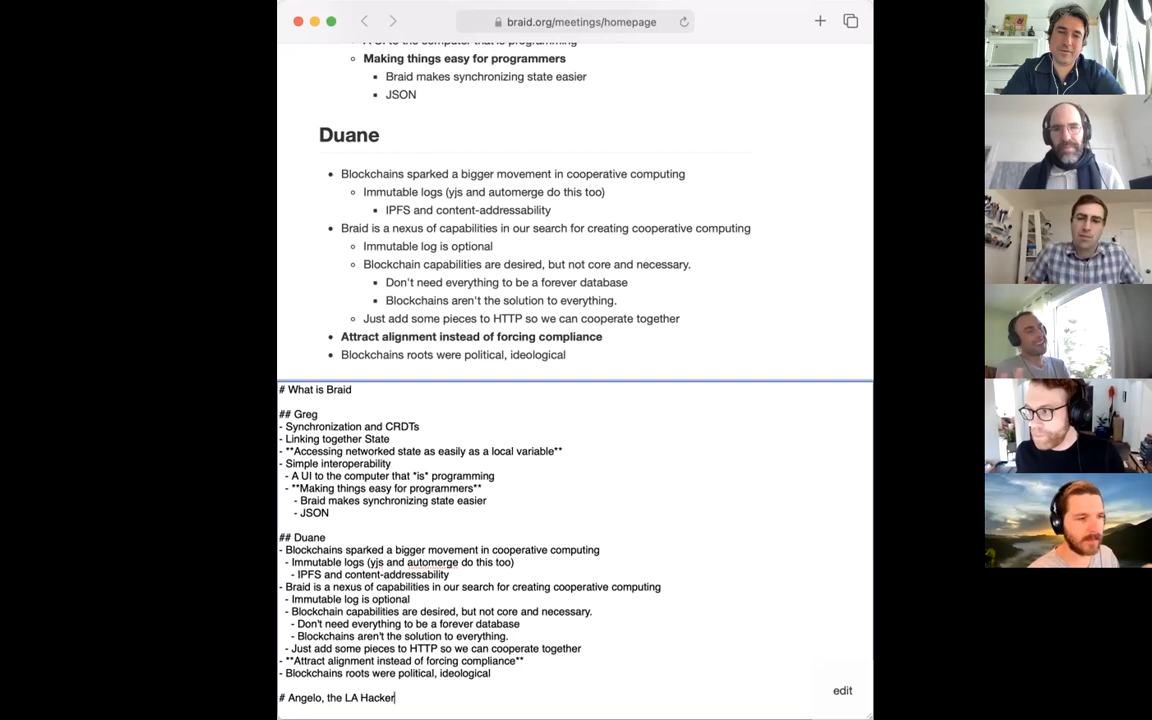 braid.org/meetings/homepage
A UI to the computer that is programming
Making things easy for programmers
Braid makes synchronizing state easier
JSON
Duane
Blockchains sparked a bigger movement in cooperative computing
Immutable logs (yjs and automerge do this too)
IPFS and content-addressability
Braid is a nexus of capabilities in our search for creating cooperative computing
Immutable log is optional
Blockchain capabilities are desired, but not core and necessary.
Don't need everything to be a forever database
Blockchains aren't the solution to everything.
Just add some pieces to HTTP so we can cooperate together
Attract alignment instead of forcing compliance
Blockchains roots were political, ideological
# What is Braid
## Greg
- Synchronization and CRDTs
- Linking together State
- **Accessing networked state as easily as a local variable**
- Simple interoperability
- A UI to the computer that *is* programming
- **Making things easy for programmers**
- Braid makes synchronizing state easier
- JSON
## Duane
- Blockchains sparked a bigger movement in cooperative computing
- Immutable logs (yjs and automerge do this too)
- IPFS and content-addressability
- Braid is a nexus of capabilities in our search for creating cooperative computing
- Immutable log is optional
- Blockchain capabilities are desired, but not core and necessary.
- Don't need everything to be a forever database
- Blockchains aren't the solution to everything.
- Just add some pieces to HTTP so we can cooperate together
- **Attract alignment instead of forcing compliance**
- Blockchains roots were political, ideological
# Angelo, the LA Hacker
edit